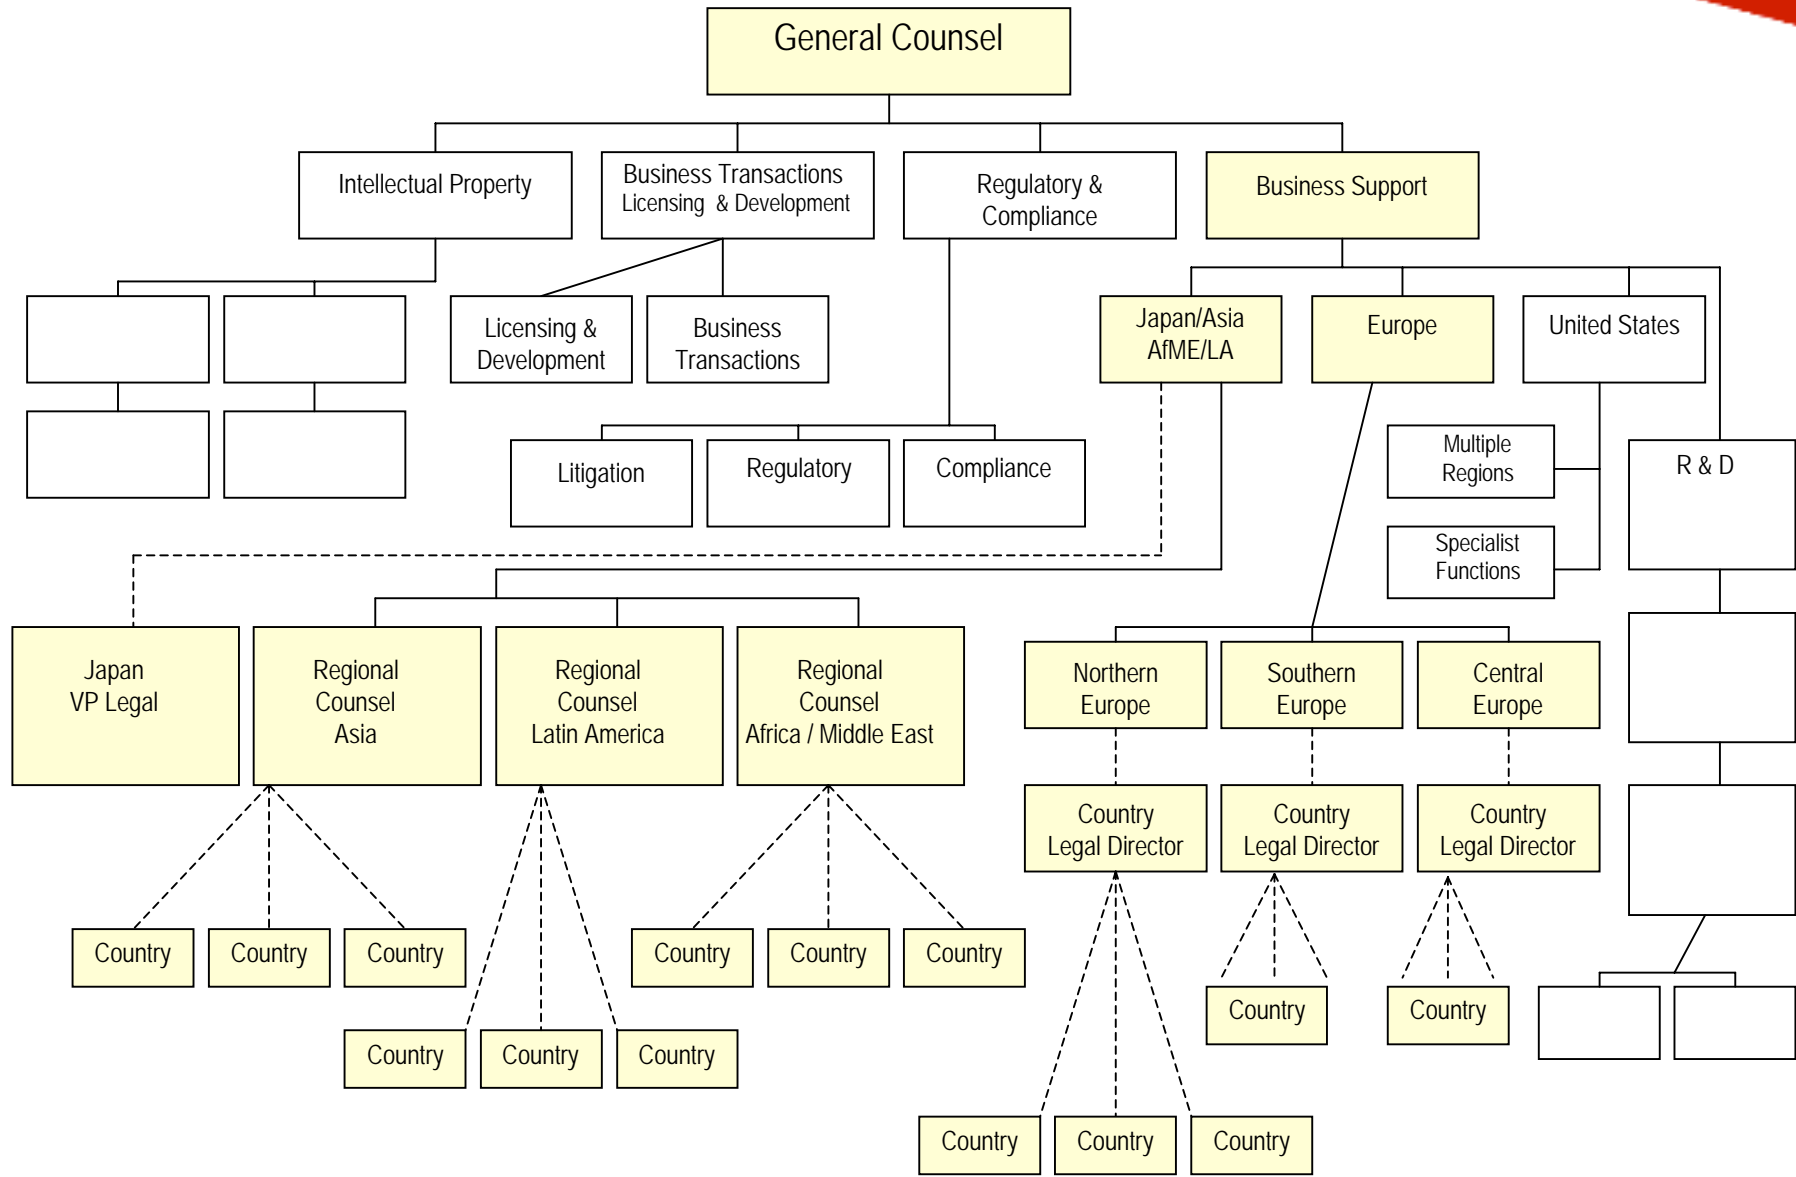 General Counsel
Intellectual Property
Business Transactions
Licensing & Development
Regulatory &
Compliance
Business Support
Licensing &
Development
Business
Transactions
Japan/Asia
AfME/LA
Europe
United States
Litigation
Regulatory
Compliance
Multiple
Regions
R & D
Specialist
Functions
Japan
VP Legal
Regional
Counsel
Asia
Regional
Counsel
Latin America
Regional
Counsel
Africa / Middle East
Northern
Europe
Southern
Europe
Central
Europe
Country
Legal Director
Country
Legal Director
Country
Legal Director
Country
Country
Country
Country
Country
Country
Country
Country
Country
Country
Country
Country
Country
Country